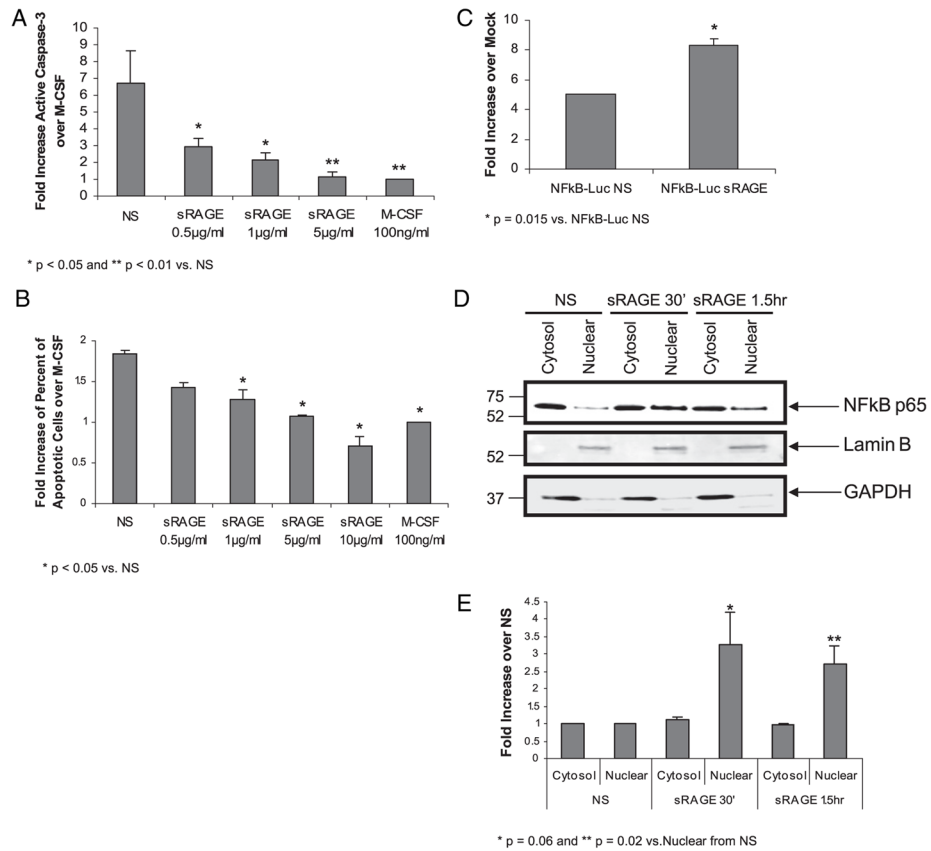 A
Fold Increase Active Caspase-3
over M-CSF
10
9
8
7
6
5
4
3
2
1
0
*
*
**
**
NS
sRAGE
0.5µg/ml
sRAGE
1µg/ml
sRAGE
5µg/ml
M-CSF
100ng/ml
* p < 0.05 and ** p < 0.01 vs. NS
B
Fold Increase of Percent of
Apoptotic Cells over M-CSF
2
1.5
1
0.5
0
*
*
*
*
NS
sRAGE
0.5µg/ml
sRAGE
1µg/ml
sRAGE
5µg/ml
sRAGE
10µg/ml
M-CSF
100ng/ml
* p < 0.05 vs. NS
C
Fold Increase over Mock
10
8
6
4
2
0
*
NFkB-Luc NS
NFkB-Luc sRAGE
* p = 0.015 vs. NFkB-Luc NS
D
NS
sRAGE 30'
sRAGE 1.5hr
Cytosol
Nuclear
Cytosol
Nuclear
Cytosol
Nuclear
75
52
NFkB p65
52
Lamin B
37
GAPDH
E
Fold Increase over NS
4.5
4
3.5
3
2.5
2
1.5
1
0.5
0
*
**
Cytosol
Nuclear
Cytosol
Nuclear
Cytosol
Nuclear
NS
sRAGE 30'
sRAGE 1.5hr
* p = 0.06 and ** p = 0.02 vs.Nuclear from NS